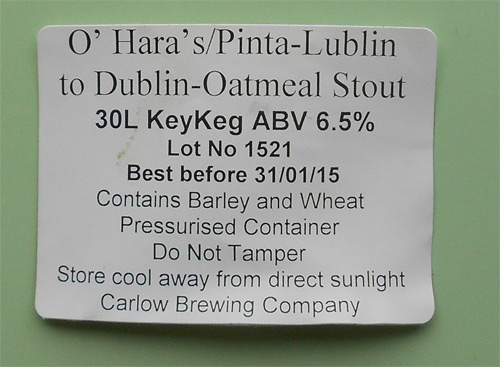 O' Hara's/Pinta-Lublin
to Dublin-Oatmeal Stout
30L KeyKeg ABV 6.5%
Lot No 1521
Best before 31/01/15
Contains Barley and Wheat
Pressurised Container
Do Not Tamper
Store cool away from direct sunlight
Carlow Brewing Company